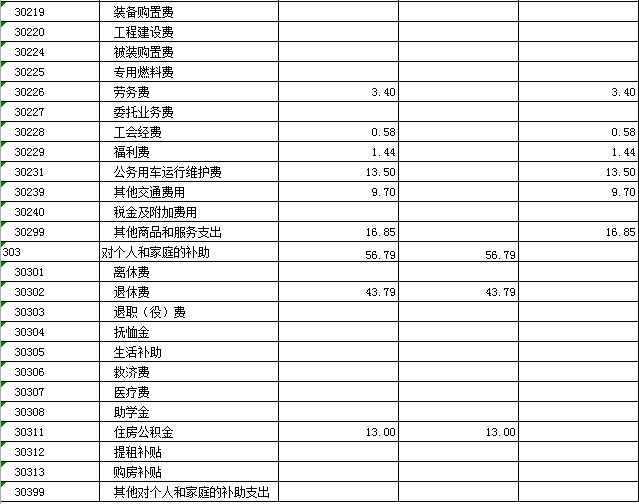 30219 装备购置费
30220 工程建设费
30224 被装购置费
30225 专用燃料费
30226 劳务费 3.40 3.40
30227 委托业务费
30228 工会经费 0.58 0.58
30229 福利费 1.44 1.44
30231 公务用车运行维护费 13.50 13.50
30239 其他交通费用 9.70 9.70
30240 税金及附加费用
30299 其他商品和服务支出 16.85 16.85
303 对个人和家庭的补助 56.79 56.79
30301 离休费
30302 退休费 43.79 43.79
30303 退职（役）费
30304 抚恤金
30305 生活补助
30306 救济费
30307 医疗费
30308 助学金
30311 住房公积金 13.00 13.00
30312 提租补贴
30313 购房补贴
30399 其他对个人和家庭的补助支出